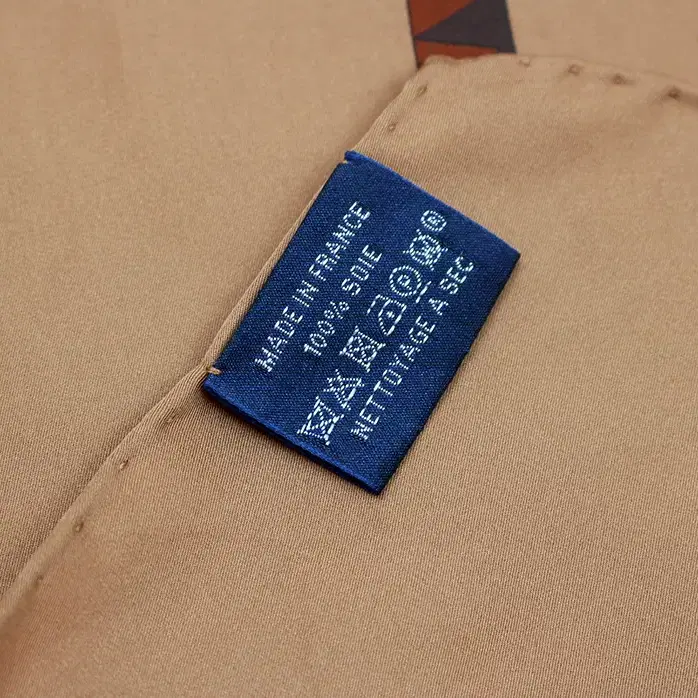 MADE IN FRANCE
100% SOIE
®
NETTOYAGE A SEC